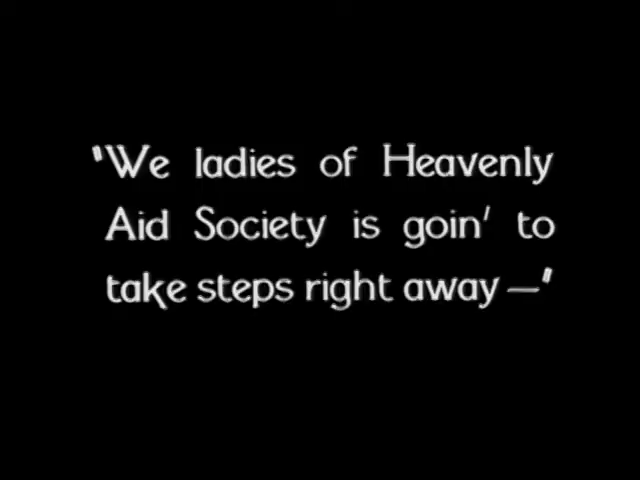 "We ladies of Heavenly
Aid Society is goin' to
take steps right away—"